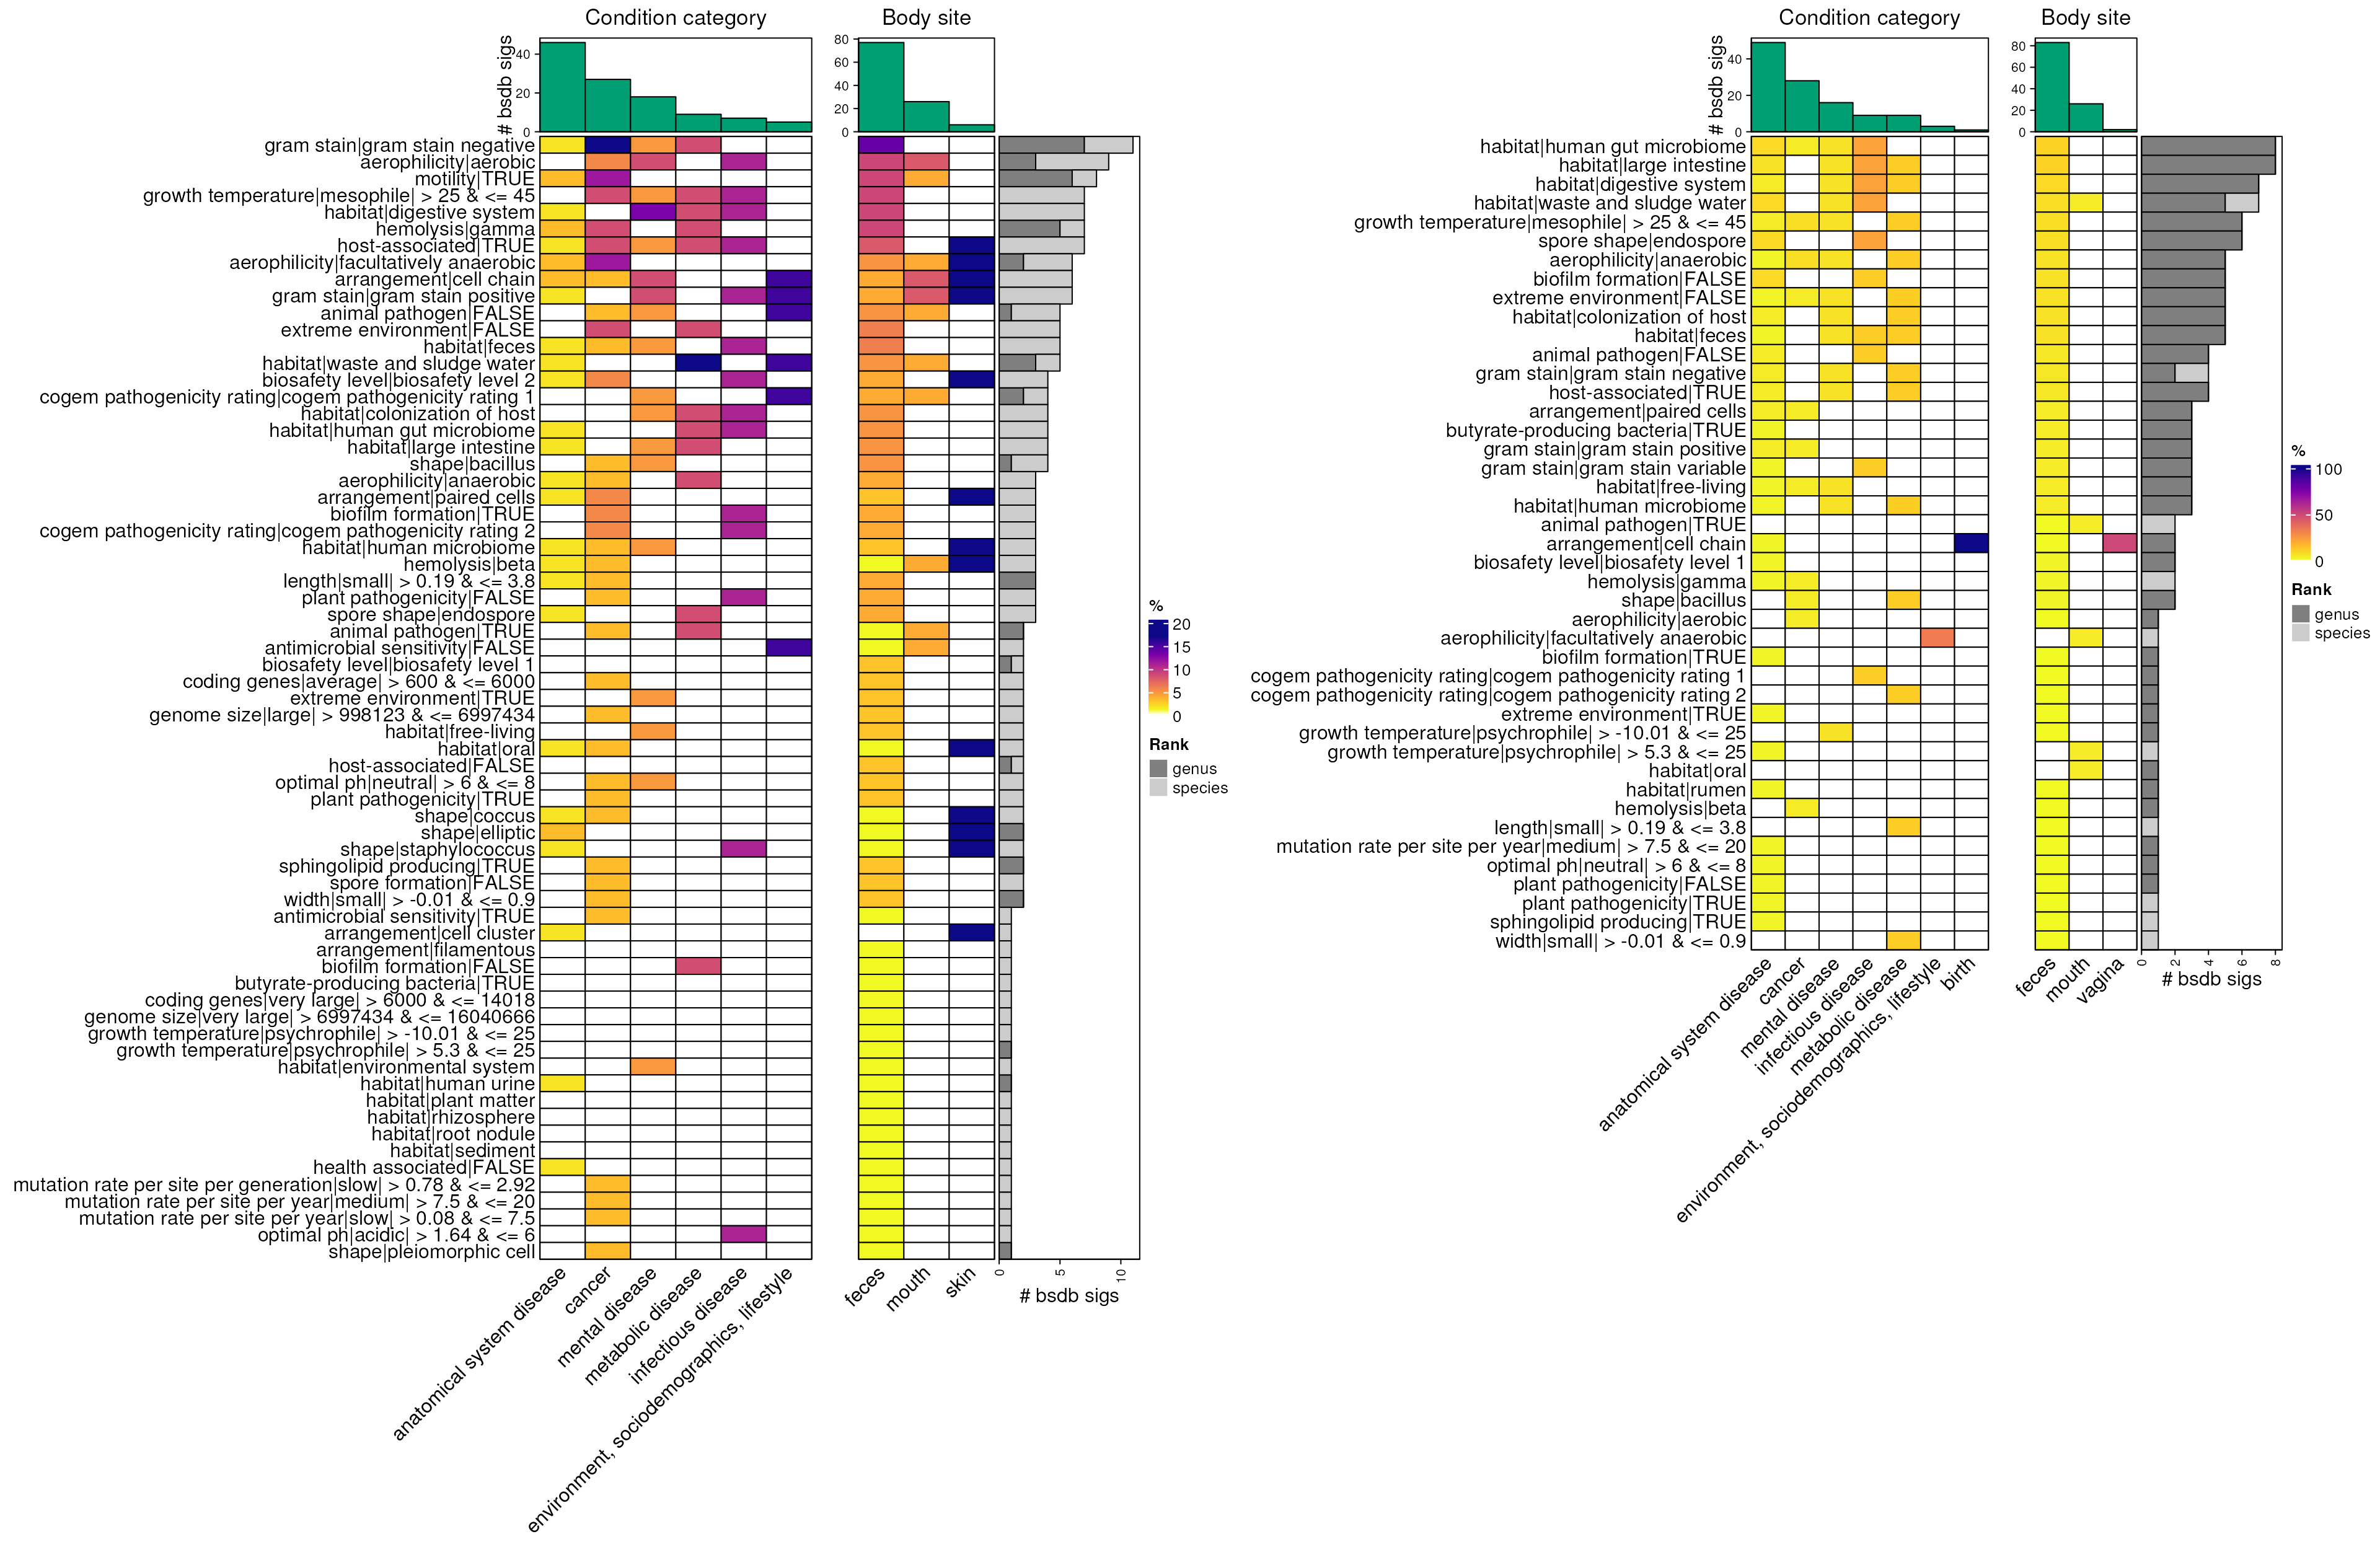 Condition category
Body site
# bsdb sigs
40
20
0
80
60
40
20
0
gram stain|gram stain negative
aerophilicity|aerobic
motility|TRUE
growth temperature|mesophile| > 25 & <= 45
habitat|digestive system
hemolysis|gamma
host-associated|TRUE
aerophilicity|facultatively anaerobic
arrangement|cell chain
gram stain|gram stain positive
animal pathogen|FALSE
extreme environment|FALSE
habitat|feces
habitat|waste and sludge water
biosafety level|biosafety level 2
cogem pathogenicity rating|cogem pathogenicity rating 1
habitat|colonization of host
habitat|human gut microbiome
habitat|large intestine
shape|bacillus
aerophilicity|anaerobic
arrangement|paired cells
biofilm formation|TRUE
cogem pathogenicity rating|cogem pathogenicity rating 2
habitat|human microbiome
hemolysis|beta
length|small| > 0.19 & <= 3.8
plant pathogenicity|FALSE
spore shape|endospore
animal pathogen|TRUE
antimicrobial sensitivity|FALSE
biosafety level|biosafety level 1
coding genes|average| > 600 & <= 6000
extreme environment|TRUE
genome size|large| > 998123 & <= 6997434
habitat|free-living
habitat|oral
host-associated|FALSE
optimal ph|neutral| > 6 & <= 8
plant pathogenicity|TRUE
shape|coccus
shape|elliptic
shape|staphylococcus
sphingolipid producing|TRUE
spore formation|FALSE
width|small| > -0.01 & <= 0.9
antimicrobial sensitivity|TRUE
arrangement|cell cluster
arrangement|filamentous
biofilm formation|FALSE
butyrate-producing bacteria|TRUE
coding genes|very large| > 6000 & <= 14018
genome size|very large| > 6997434 & <= 16040666
growth temperature|psychrophile| > -10.01 & <= 25
growth temperature|psychrophile| > 5.3 & <= 25
habitat|environmental system
habitat|human urine
habitat|plant matter
habitat|rhizosphere
habitat|root nodule
habitat|sediment
health associated|FALSE
mutation rate per site per generation|slow| > 0.78 & <= 2.92
mutation rate per site per year|medium| > 7.5 & <= 20
mutation rate per site per year|slow| > 0.08 & <= 7.5
optimal ph|acidic| > 1.64 & <= 6
shape|pleiomorphic cell
anatomical system disease
cancer
mental disease
metabolic disease
infectious disease
environment, sociodemographics, lifestyle
feces
mouth
skin
0
5
10
# bsdb sigs
%
20
15
10
5
0
Rank
genus
species
Condition category
Body site
# bsdb sigs
40
20
0
80
60
40
20
0
habitat|human gut microbiome
habitat|large intestine
habitat|digestive system
habitat|waste and sludge water
growth temperature|mesophile| > 25 & <= 45
spore shape|endospore
aerophilicity|anaerobic
biofilm formation|FALSE
extreme environment|FALSE
habitat|colonization of host
habitat|feces
animal pathogen|FALSE
gram stain|gram stain negative
host-associated|TRUE
arrangement|paired cells
butyrate-producing bacteria|TRUE
gram stain|gram stain positive
gram stain|gram stain variable
habitat|free-living
habitat|human microbiome
animal pathogen|TRUE
arrangement|cell chain
biosafety level|biosafety level 1
hemolysis|gamma
shape|bacillus
aerophilicity|aerobic
aerophilicity|facultatively anaerobic
biofilm formation|TRUE
cogem pathogenicity rating|cogem pathogenicity rating 1
cogem pathogenicity rating|cogem pathogenicity rating 2
extreme environment|TRUE
growth temperature|psychrophile| > -10.01 & <= 25
growth temperature|psychrophile| > 5.3 & <= 25
habitat|oral
habitat|rumen
hemolysis|beta
length|small| > 0.19 & <= 3.8
mutation rate per site per year|medium| > 7.5 & <= 20
optimal ph|neutral| > 6 & <= 8
plant pathogenicity|FALSE
plant pathogenicity|TRUE
sphingolipid producing|TRUE
width|small| > -0.01 & <= 0.9
anatomical system disease
cancer
mental disease
infectious disease
metabolic disease
environment, sociodemographics, lifestyle
birth
feces
mouth
vagina
0
2
4
6
8
# bsdb sigs
%
100
50
0
Rank
genus
species